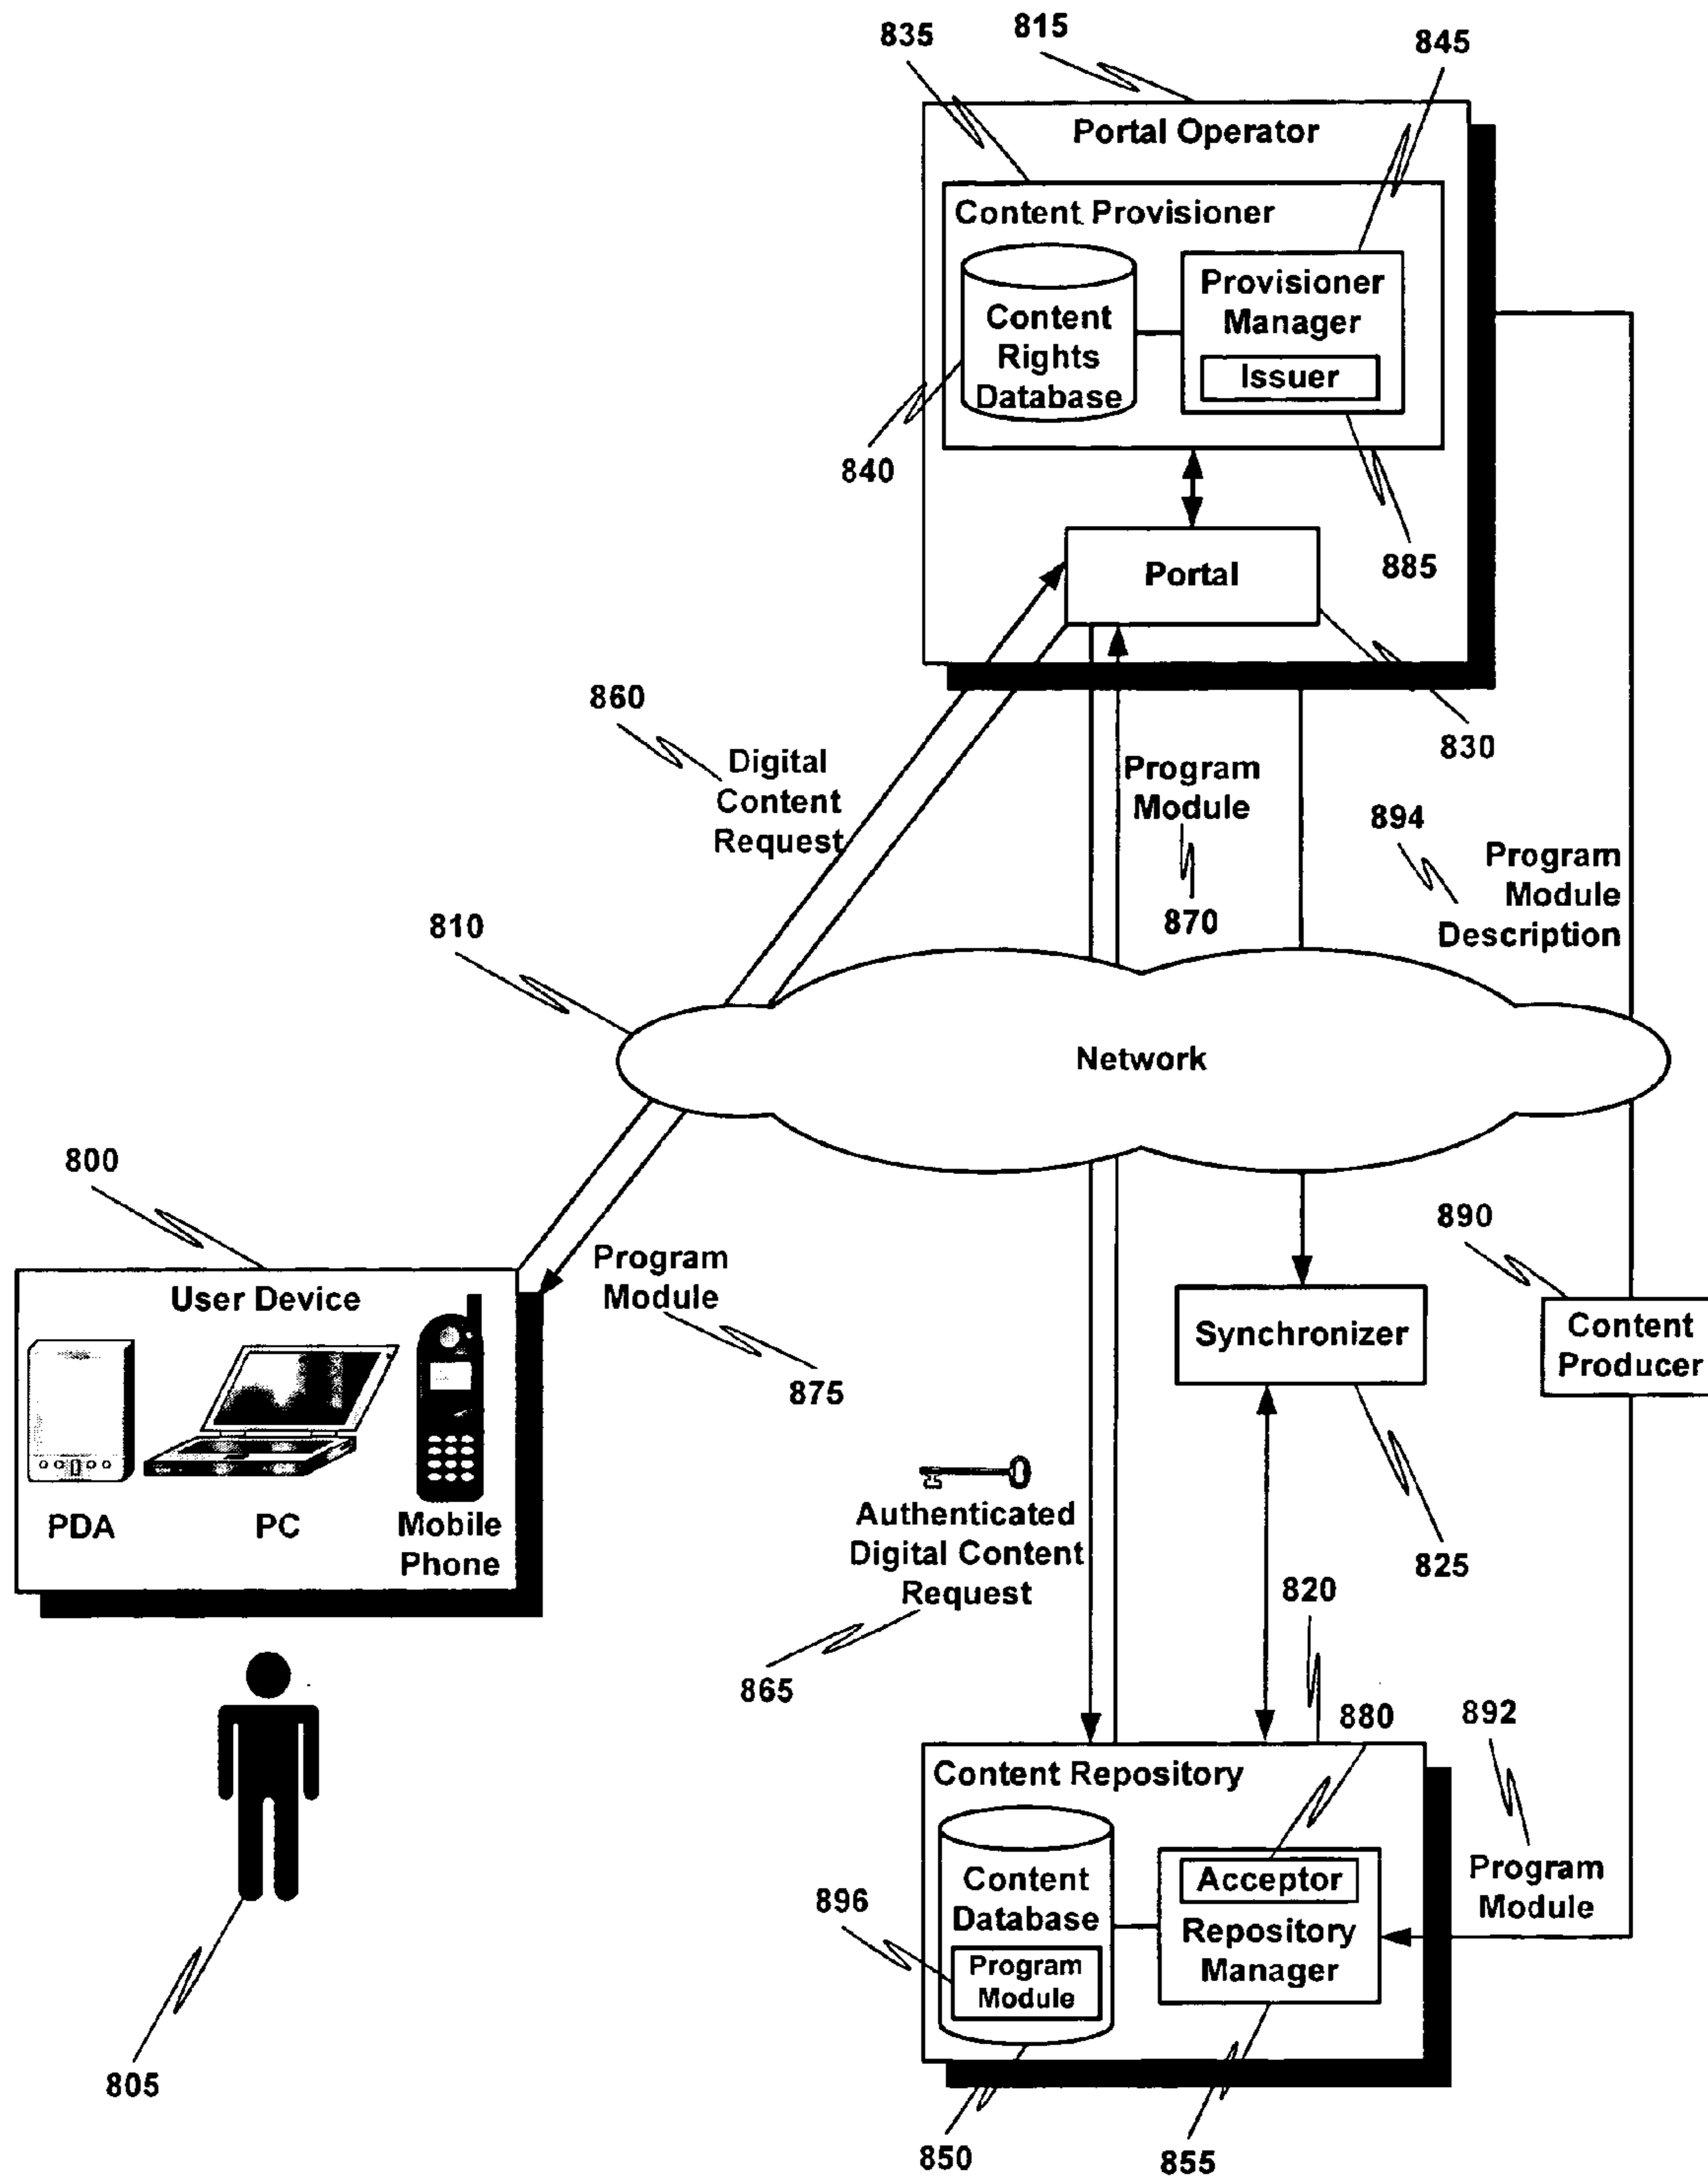 835
815
845
Portal Operator
Content Provisioner
Content
Rights
Database
Provisioner
Manager
Issuer
840
885
Portal
830
860
Digital
Content
Request
Program
Module
870
894
Program
Module
Description
810
Network
800
User Device
PDA
PC
Mobile
Phone
Program
Module
875
890
Content
Producer
Synchronizer
825
Authenticated
Digital Content
Request
865
820
880
892
Program
Module
805
Content Repository
Content
Database
Program
Module
896
Acceptor
Repository
Manager
850
855